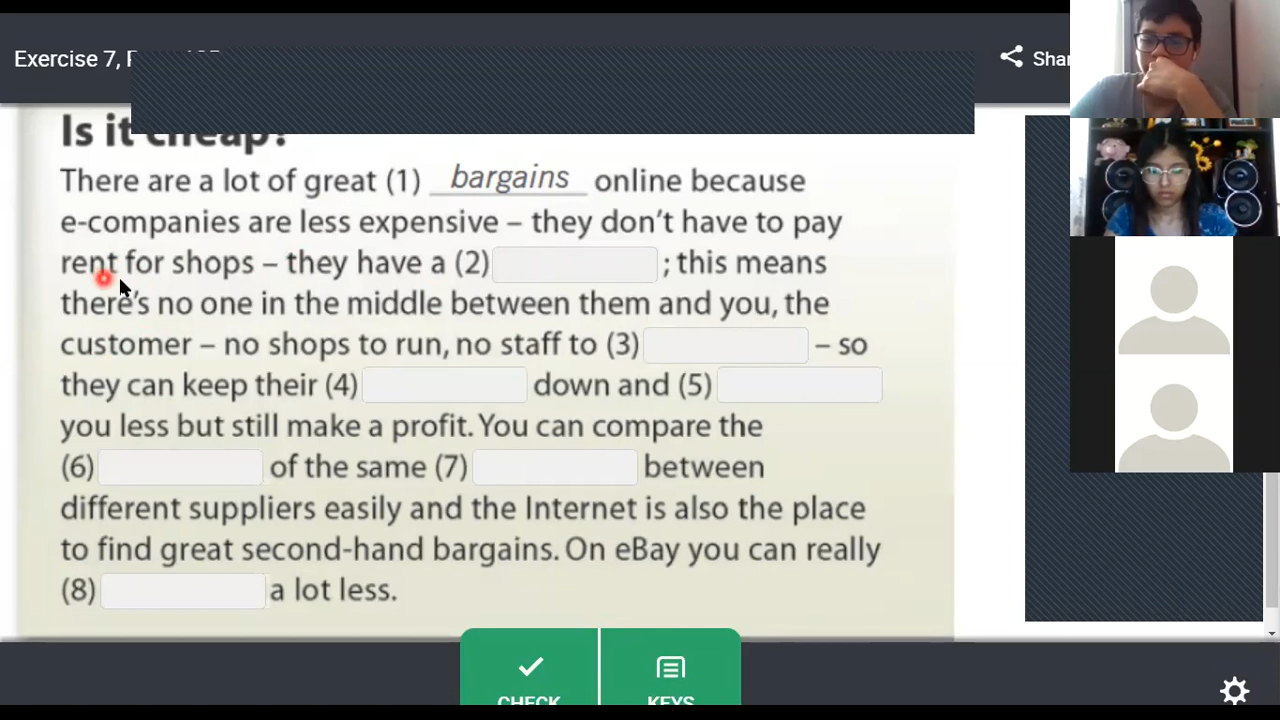 Exercise 7,
Shar
Is it cheap?
There are a lot of great (1) bargains online because
e-companies are less expensive – they don't have to pay
rent for shops – they have a (2) ; this means
there's no one in the middle between them and you, the
customer – no shops to run, no staff to (3) – so
they can keep their (4) down and (5)
you less but still make a profit. You can compare the
(6) of the same (7) between
different suppliers easily and the Internet is also the place
to find great second-hand bargains. On eBay you can really
(8) a lot less.
CHECK
KEYS